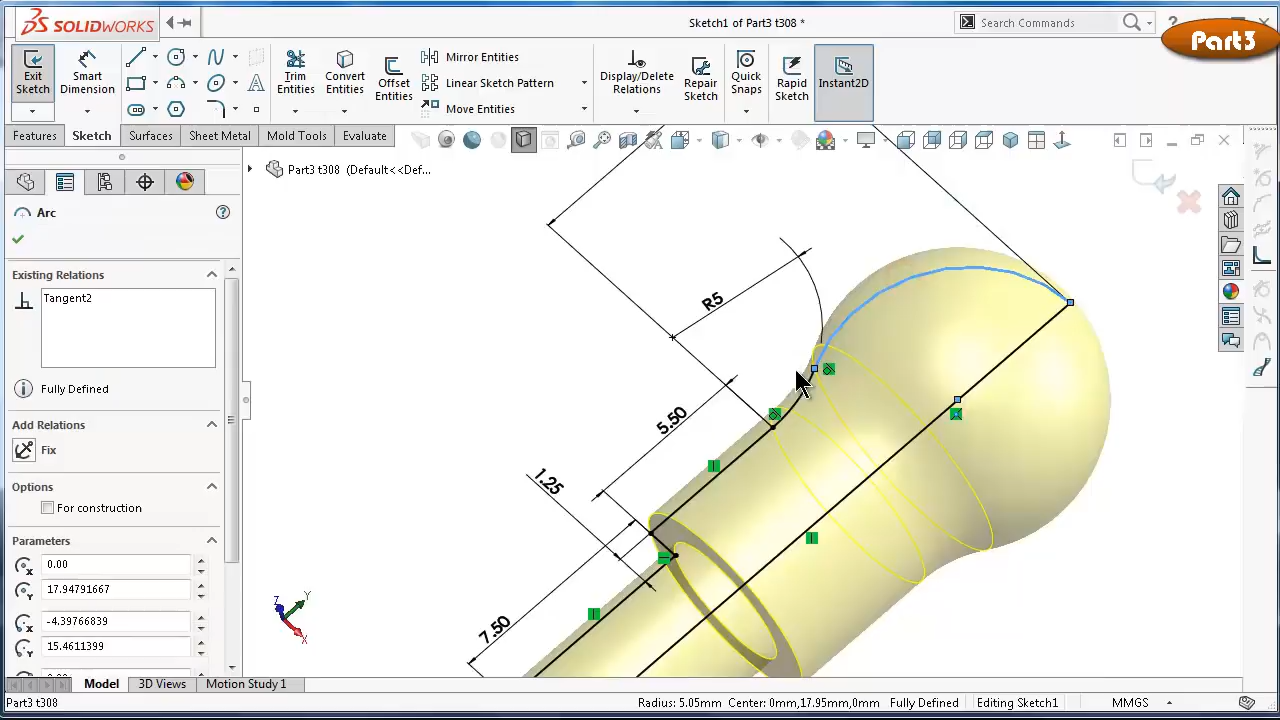 SOLIDWORKS
Sketch1 of Part3 t308 *
Search Commands
?
Part3
Exit Sketch
Smart Dimension
Trim Entities
Convert Entities
Offset Entities
Mirror Entities
Linear Sketch Pattern
Move Entities
Display/Delete Relations
Repair Sketch
Quick Snaps
Rapid Sketch
Instant2D
Features
Sketch
Surfaces
Sheet Metal
Mold Tools
Evaluate
Part3 t308 (Default<<Def...
Arc
?
Existing Relations
Tangent2
Fully Defined
Add Relations
Fix
Options
For construction
Parameters
0.00
17.94791667
-4.39766839
15.4611399
R5
5.50
1.25
7.50
Z
Y
X
Model
3D Views
Motion Study 1
Part3 t308
Radius: 5.05mm Center: 0mm,17.95mm,0mm
Fully Defined
Editing Sketch1
MMGS